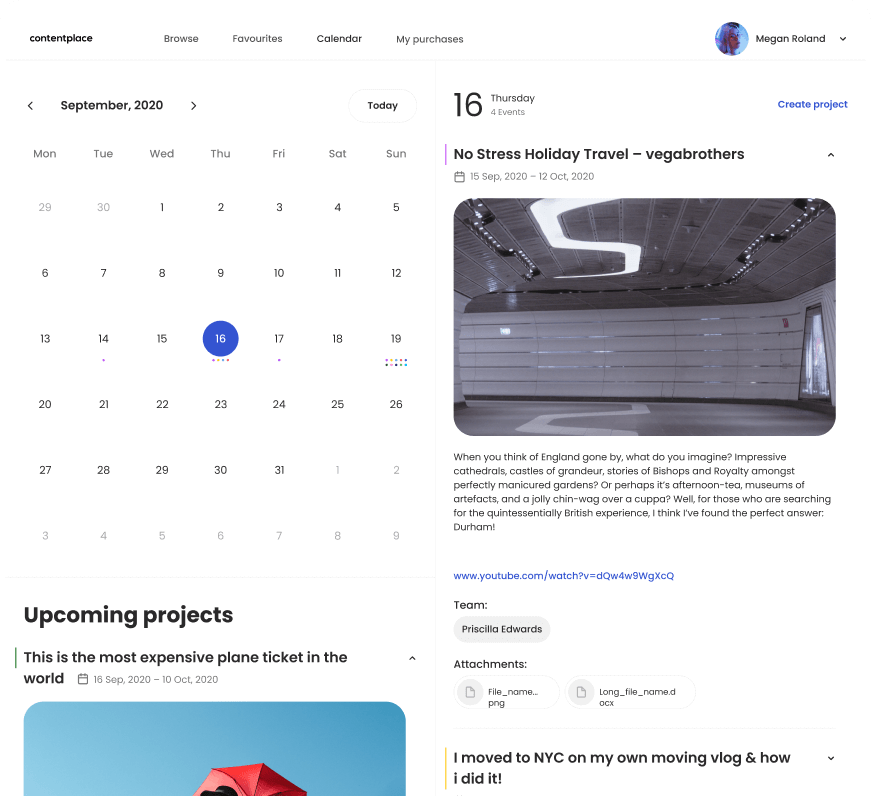 contentplace
Browse
Favourites
Calendar
My purchases
Megan Roland
September, 2020
Today
Mon Tue Wed Thu Fri Sat Sun
29 30 1 2 3 4 5
6 7 8 9 10 11 12
13 14 15 16 17 18 19
20 21 22 23 24 25 26
27 28 29 30 31 1 2
3 4 5 6 7 8 9
Upcoming projects
This is the most expensive plane ticket in the
world 16 Sep, 2020 – 10 Oct, 2020
16 Thursday
4 Events
Create project
No Stress Holiday Travel – vegabrothers
15 Sep, 2020 – 12 Oct, 2020
When you think of England gone by, what do you imagine? Impressive
cathedrals, castles of grandeur, stories of Bishops and Royalty amongst
perfectly manicured gardens? Or perhaps it's afternoon-tea, museums of
artefacts, and a jolly chin-wag over a cuppa? Well, for those who are searching
for the quintessentially British experience, I think I've found the perfect answer:
Durham!
www.youtube.com/watch?v=dQw4w9WgXcQ
Team:
Priscilla Edwards
Attachments:
File_name...
png
Long_file_name.d
ocx
I moved to NYC on my own moving vlog & how
i did it!